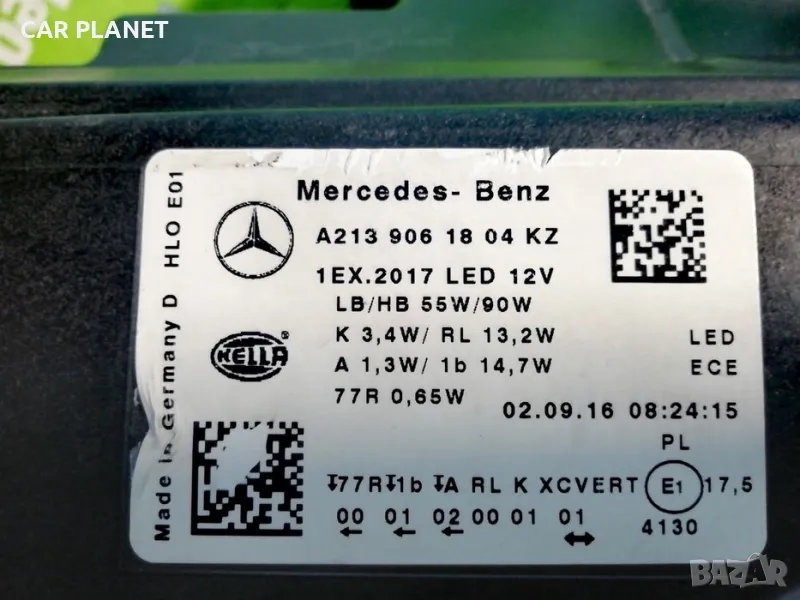 CAR PLANET
Mercedes- Benz
A213 906 18 04 KZ
1EX.2017 LED 12V
LB/HB 55W/90W
K 3,4W/ RL 13,2W
LED
A 1,3W/ 1b 14,7W
ECE
77R 0,65W
02.09.16 08:24:15
PL
77R 1b A RL K XCVERT E1 17,5
00 01 02 00 01 01
4130
HELLA
Made in Germany D HLO E01
BAZAR